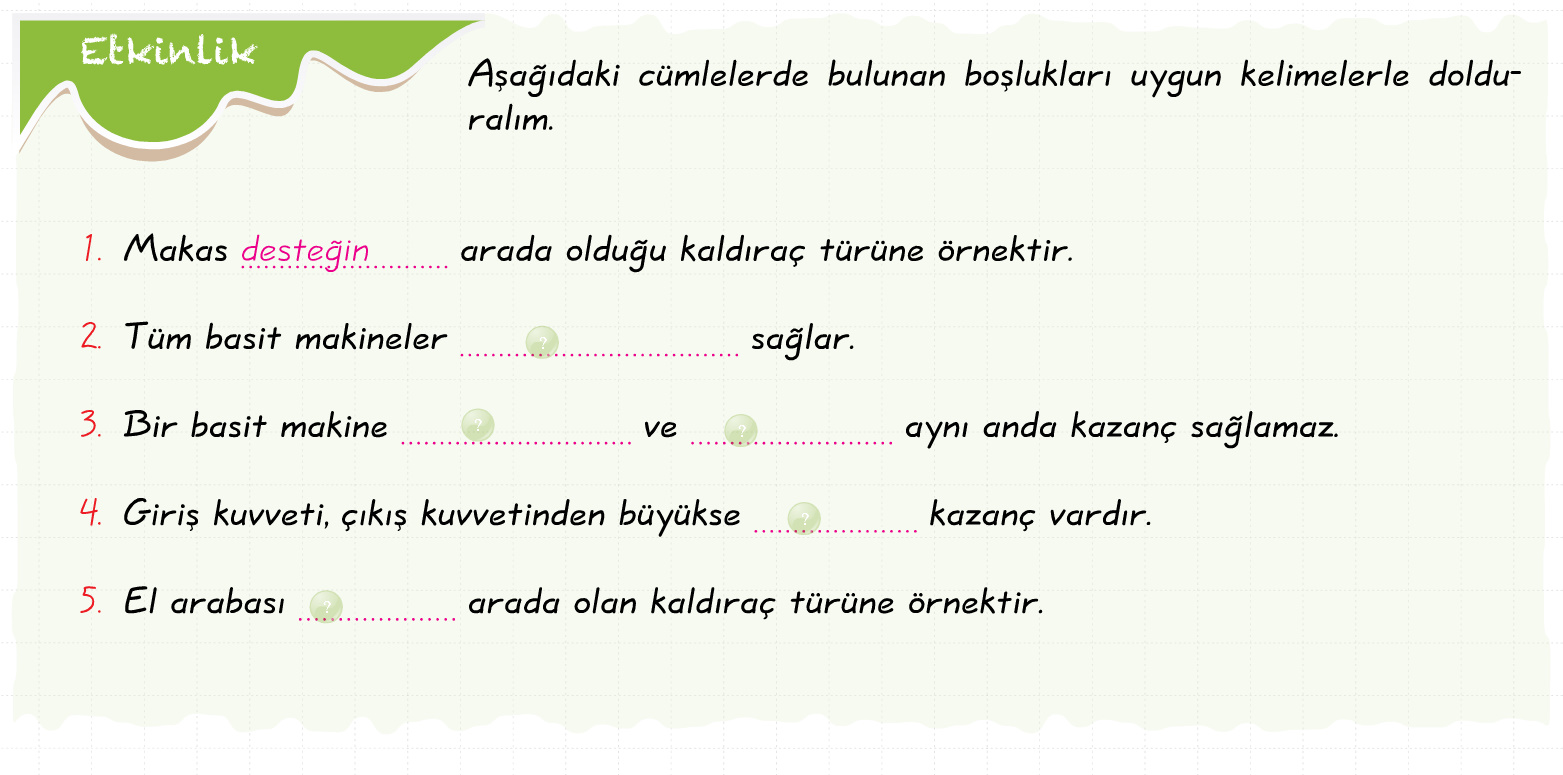 Etkinlik
Aşağıdaki cümlelerde bulunan boşlukları uygun kelimelerle doldu-
ralım.
1. Makas desteğin arada olduğu kaldıraç türüne örnektir.
2. Tüm basit makineler ? sağlar.
3. Bir basit makine ? ve ? aynı anda kazanç sağlamaz.
4. Giriş kuvveti, çıkış kuvvetinden büyükse ? kazanç vardır.
5. El arabası ? arada olan kaldıraç türüne örnektir.